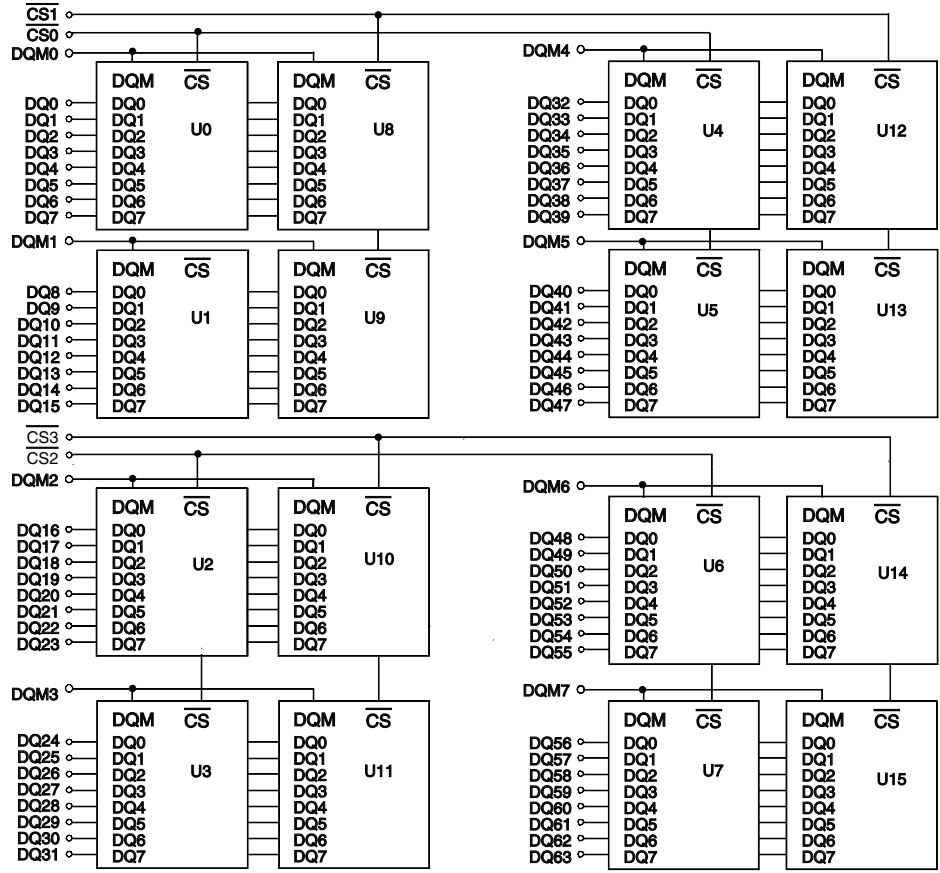 CS1
CS0
DQM0
DQM CS
DQ0 DQ0
DQ1 DQ1
DQ2 DQ2
DQ3 DQ3
DQ4 DQ4
DQ5 DQ5
DQ6 DQ6
DQ7 DQ7
U0
DQM CS
DQ0
DQ1
DQ2
DQ3
DQ4
DQ5
DQ6
DQ7
U8
DQM4
DQM CS
DQ32 DQ0
DQ33 DQ1
DQ34 DQ2
DQ35 DQ3
DQ36 DQ4
DQ37 DQ5
DQ38 DQ6
DQ39 DQ7
U4
DQM CS
DQ0
DQ1
DQ2
DQ3
DQ4
DQ5
DQ6
DQ7
U12
DQM1
DQM CS
DQ8 DQ0
DQ9 DQ1
DQ10 DQ2
DQ11 DQ3
DQ12 DQ4
DQ13 DQ5
DQ14 DQ6
DQ15 DQ7
U1
DQM CS
DQ0
DQ1
DQ2
DQ3
DQ4
DQ5
DQ6
DQ7
U9
DQM5
DQM CS
DQ40 DQ0
DQ41 DQ1
DQ42 DQ2
DQ43 DQ3
DQ44 DQ4
DQ45 DQ5
DQ46 DQ6
DQ47 DQ7
U5
DQM CS
DQ0
DQ1
DQ2
DQ3
DQ4
DQ5
DQ6
DQ7
U13
CS3
CS2
DQM2
DQM CS
DQ16 DQ0
DQ17 DQ1
DQ18 DQ2
DQ19 DQ3
DQ20 DQ4
DQ21 DQ5
DQ22 DQ6
DQ23 DQ7
U2
DQM CS
DQ0
DQ1
DQ2
DQ3
DQ4
DQ5
DQ6
DQ7
U10
DQM6
DQM CS
DQ48 DQ0
DQ49 DQ1
DQ50 DQ2
DQ51 DQ3
DQ52 DQ4
DQ53 DQ5
DQ54 DQ6
DQ55 DQ7
U6
DQM CS
DQ0
DQ1
DQ2
DQ3
DQ4
DQ5
DQ6
DQ7
U14
DQM3
DQM CS
DQ24 DQ0
DQ25 DQ1
DQ26 DQ2
DQ27 DQ3
DQ28 DQ4
DQ29 DQ5
DQ30 DQ6
DQ31 DQ7
U3
DQM CS
DQ0
DQ1
DQ2
DQ3
DQ4
DQ5
DQ6
DQ7
U11
DQM7
DQM CS
DQ56 DQ0
DQ57 DQ1
DQ58 DQ2
DQ59 DQ3
DQ60 DQ4
DQ61 DQ5
DQ62 DQ6
DQ63 DQ7
U7
DQM CS
DQ0
DQ1
DQ2
DQ3
DQ4
DQ5
DQ6
DQ7
U15